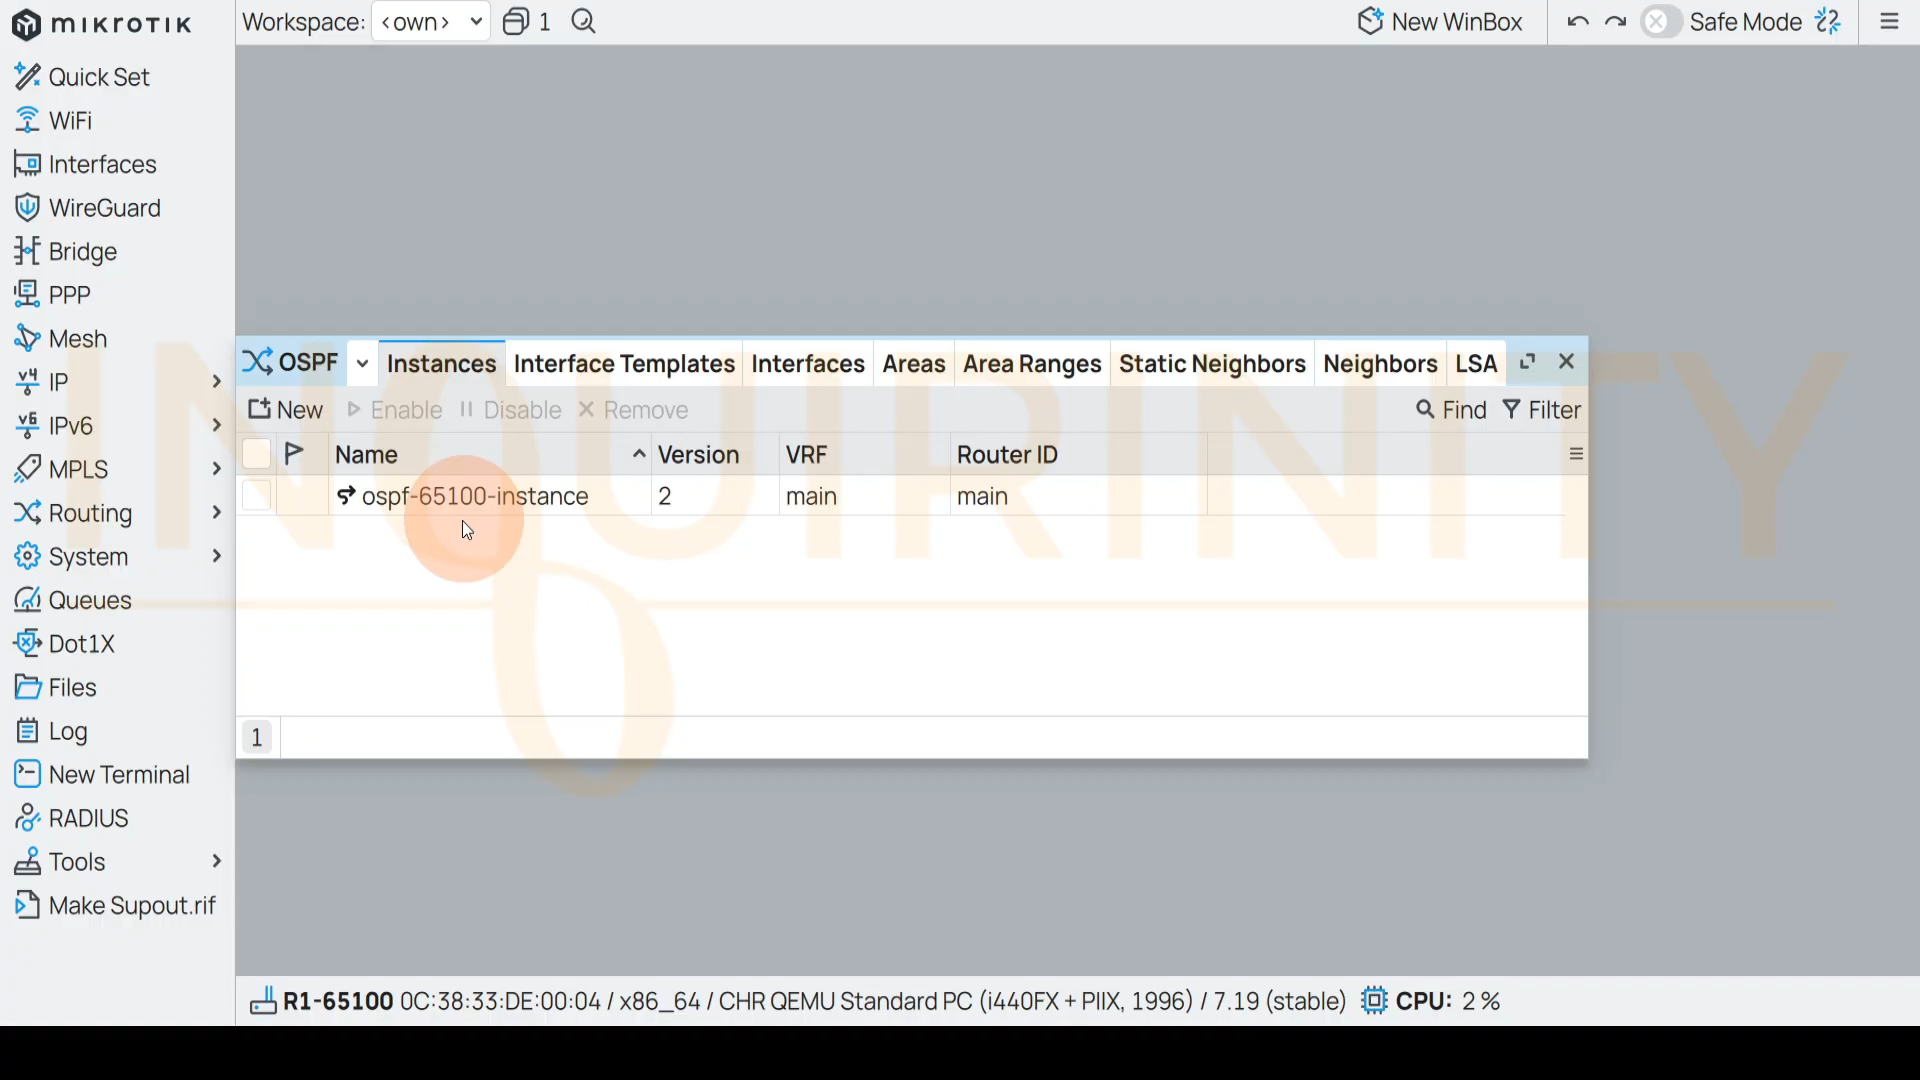 MIKROTIK
Workspace: <own> 1 New WinBox Safe Mode
Quick Set
WiFi
Interfaces
WireGuard
Bridge
PPP
Mesh
IP
IPv6
MPLS
Routing
System
Queues
Dot1X
Files
Log
New Terminal
RADIUS
Tools
Make Supout.rif
OSPF Instances Interface Templates Interfaces Areas Area Ranges Static Neighbors Neighbors LSA
New Enable Disable Remove Find Filter
Name Version VRF Router ID
ospf-65100-instance 2 main main
1
INQUIRINITY
R1-65100 0C:38:33:DE:00:04 / x86_64 / CHR QEMU Standard PC (i440FX + PIIX, 1996) / 7.19 (stable) CPU: 2 %